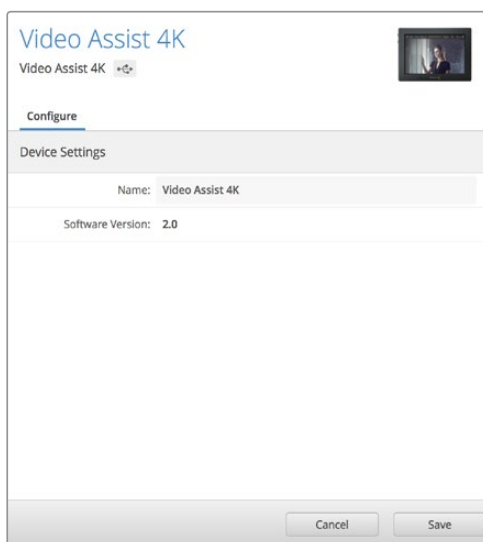 Video Assist 4K
Video Assist 4K
Configure
Device Settings
Name: Video Assist 4K
Software Version: 2.0
Cancel Save